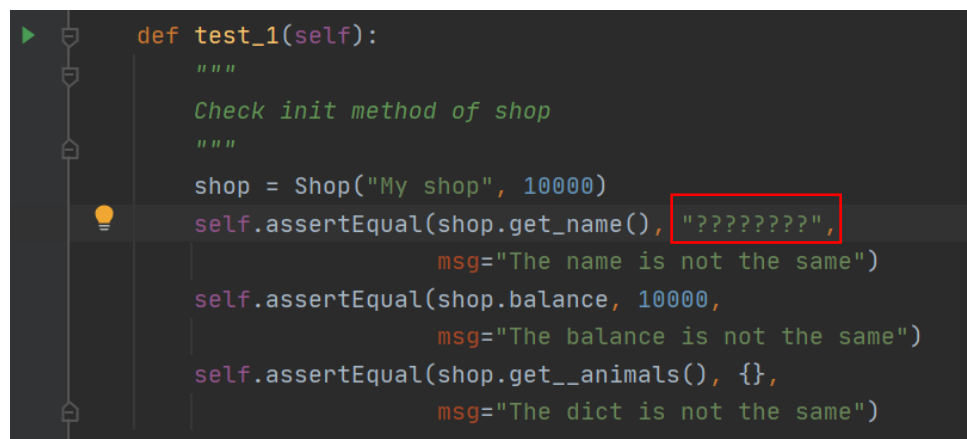 def test_1(self):
"""
Check init method of shop
"""
shop = Shop("My shop", 10000)
self.assertEqual(shop.get_name(), "????????",
msg="The name is not the same")
self.assertEqual(shop.balance, 10000,
msg="The balance is not the same")
self.assertEqual(shop.get__animals(), {},
msg="The dict is not the same")